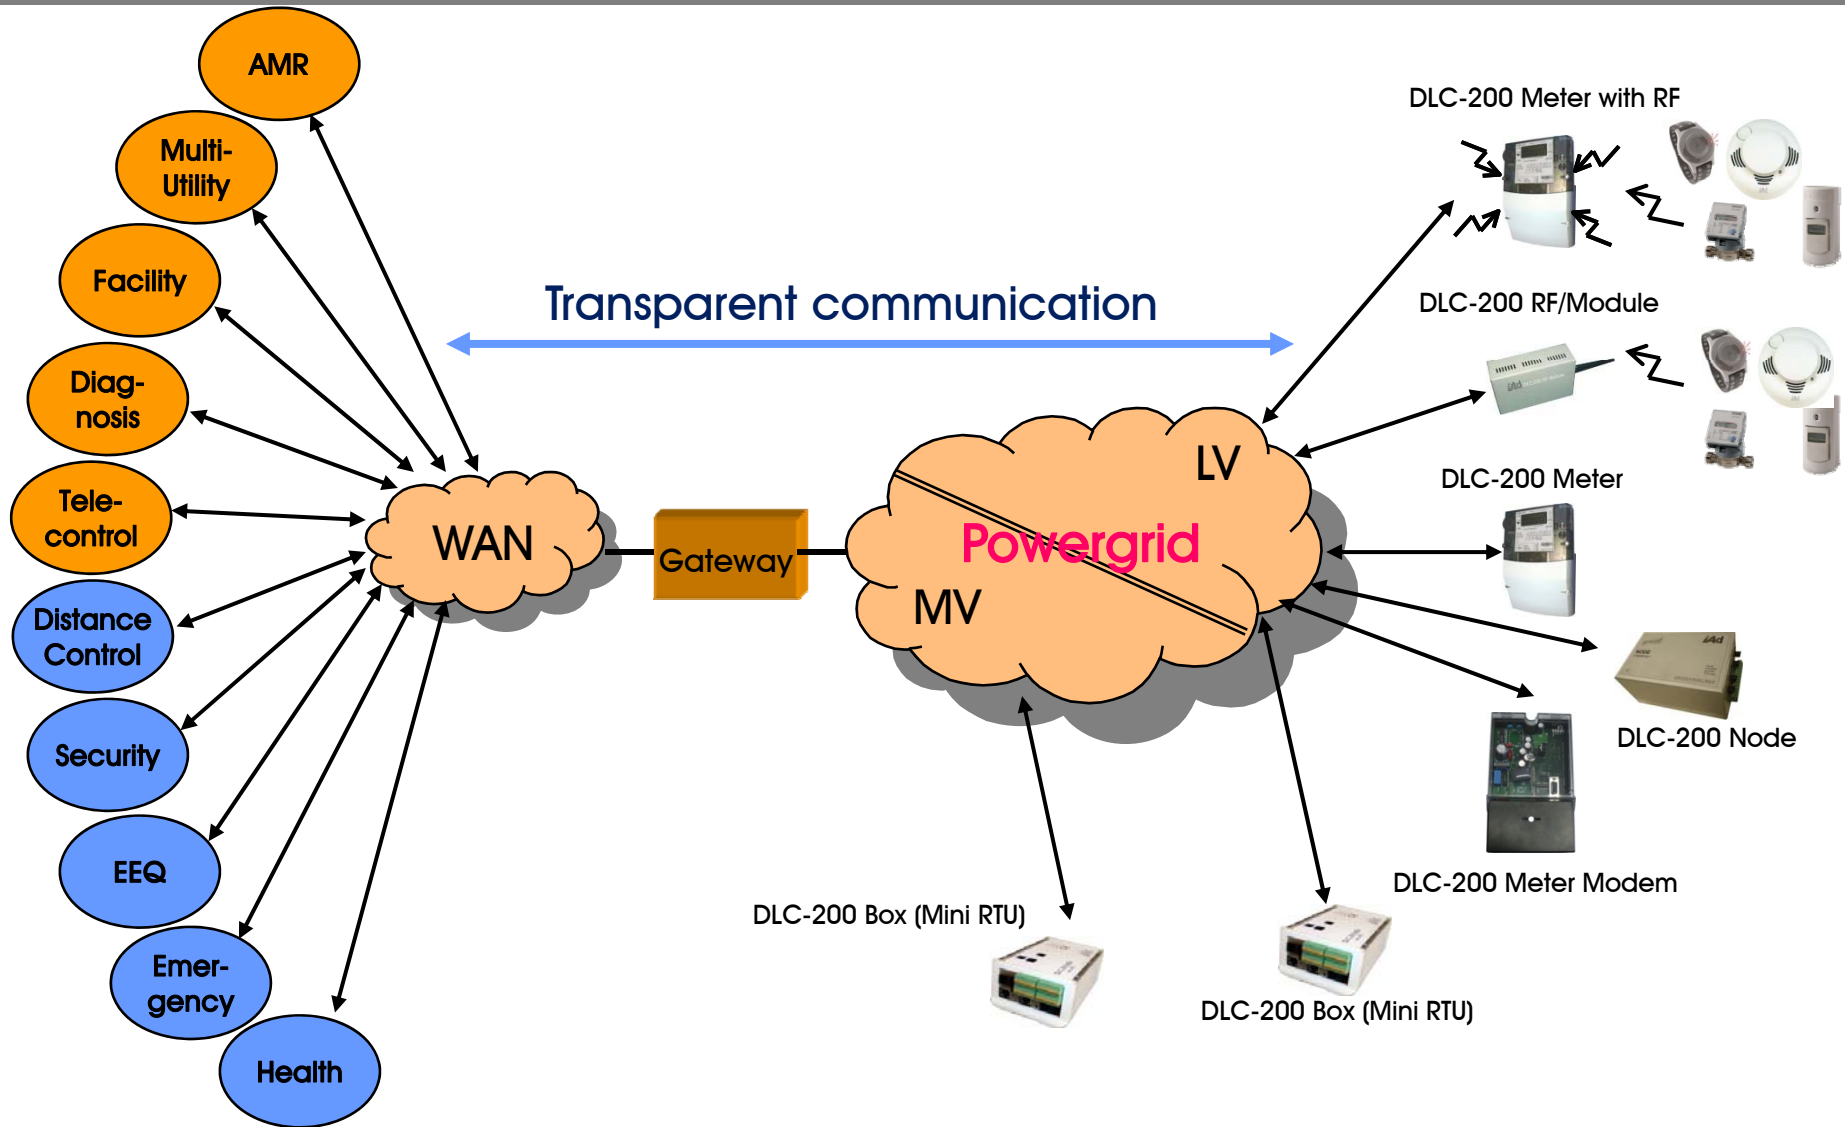 AMR
Multi-
Utility
Facility
Diag-
nosis
Tele-
control
Distance
Control
Security
EEQ
Emer-
gency
Health
WAN
Gateway
Transparent communication
LV
Powergrid
MV
DLC-200 Meter with RF
DLC-200 RF/Module
DLC-200 Meter
iAd
DLC-200 Node
DLC-200 Meter Modem
DLC-200 Box (Mini RTU)
DLC-200 Box (Mini RTU)